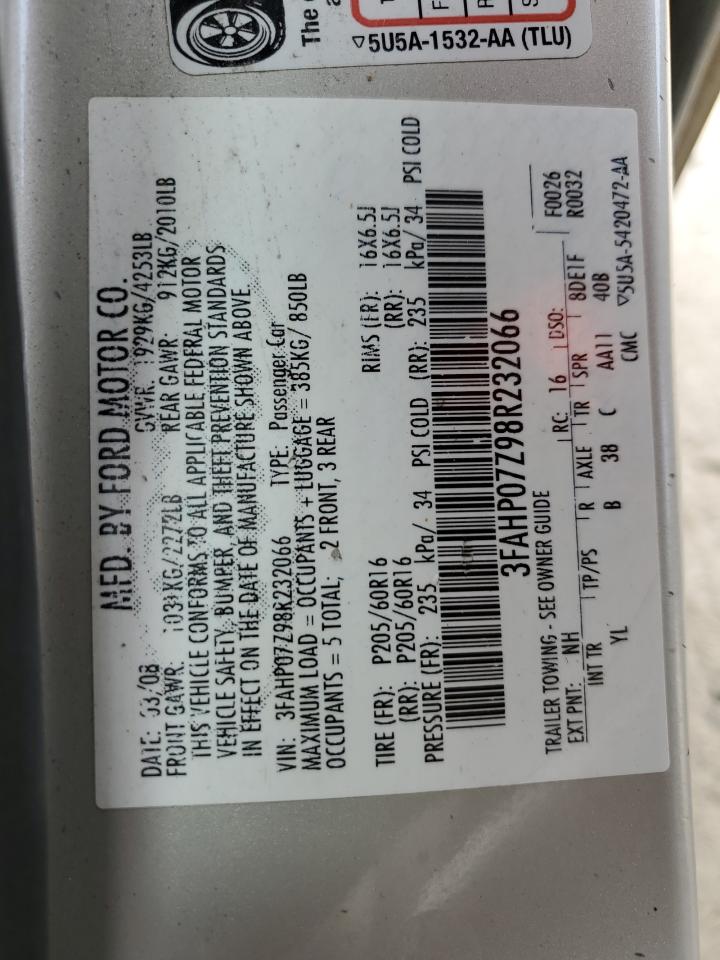 The
5U5A-1532-AA (TLU)
MFD. BY FORD MOTOR CO.
DATE: 03/08 GVWR: 1929KG/4253LB
FRONT GAWR: 1031KG/2272LB REAR GAWR: 912KG/2010LB
THIS VEHICLE CONFORMS TO ALL APPLICABLE FEDERAL MOTOR
VEHICLE SAFETY, BUMPER, AND THEFT PREVENTION STANDARDS
IN EFFECT ON THE DATE OF MANUFACTURE SHOWN ABOVE
VIN: 3FAHP07Z98R232066 TYPE: Passenger Car
MAXIMUM LOAD = OCCUPANTS + LUGGAGE = 385KG/ 850LB
OCCUPANTS = 5 TOTAL; 2 FRONT, 3 REAR
TIRE (FR): P205/60R16 RIMS (FR): 16X6.5J
(RR): P205/60R16 (RR): 16X6.5J
PRESSURE (FR): 235 kPa/ 34 PSI COLD (RR): 235 kPa/ 34 PSI COLD
3FAHP07Z98R232066
TRAILER TOWING - SEE OWNER GUIDE
EXT PNT: NH RC: 16 DSO: F0026
R0032
INT TR TP/PS R AXLE TR SPR 8DE1F
YL B 38 C AA11 40B
CMC 5U5A-5420472-AA